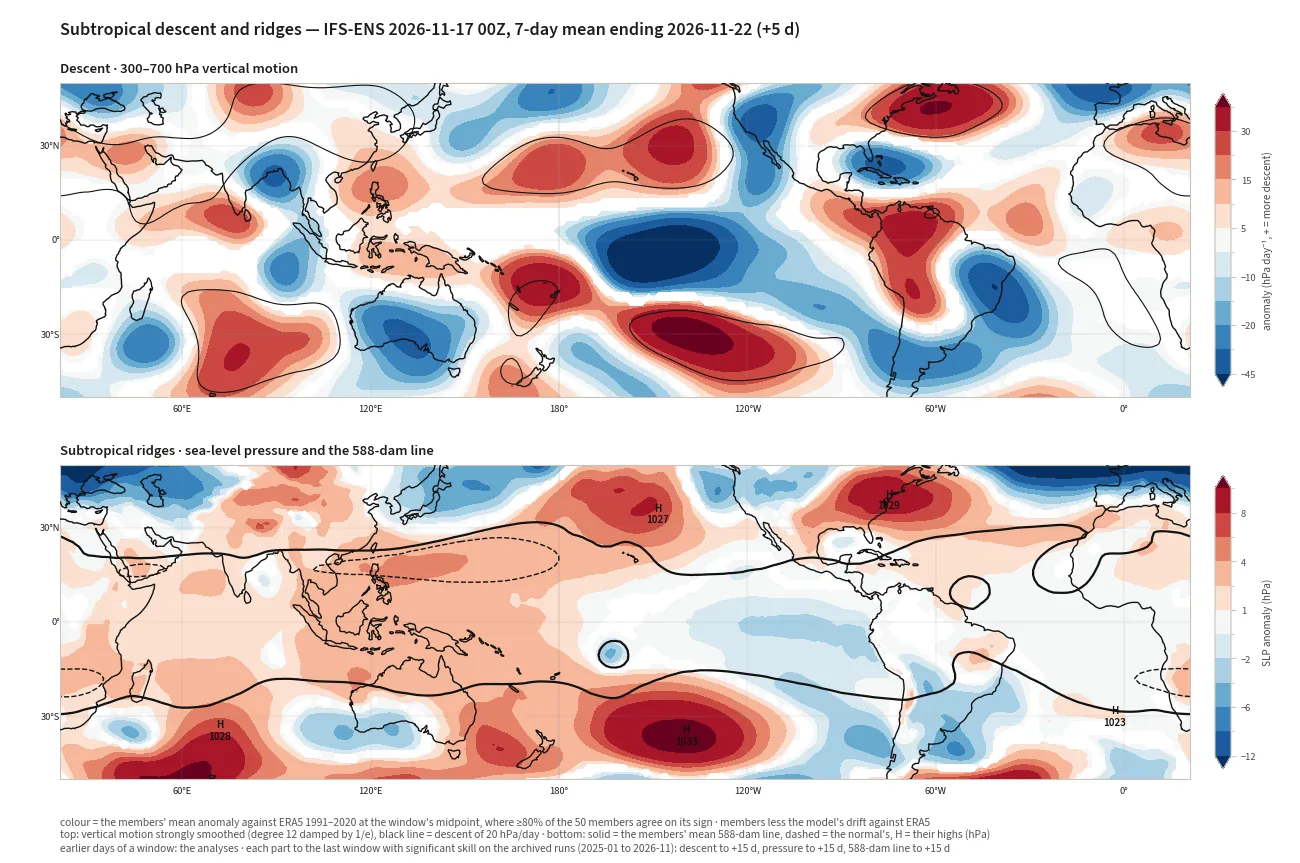 Subtropical descent and ridges — IFS-ENS 2026-11-17 00Z, 7-day mean ending 2026-11-22 (+5 d)
Descent · 300–700 hPa vertical motion
30°N
0°
30°S
60°E
120°E
180°
120°W
60°W
0°
30
15
5
−10
−20
−45
anomaly (hPa day⁻¹, + = more descent)
Subtropical ridges · sea-level pressure and the 588-dam line
30°N
0°
30°S
H
1027
H
1029
H
1028
H
1033
H
1023
60°E
120°E
180°
120°W
60°W
0°
8
4
1
−2
−6
−12
SLP anomaly (hPa)
colour = the members' mean anomaly against ERA5 1991–2020 at the window's midpoint, where ≥80% of the 50 members agree on its sign · members less the model's drift against ERA5
top: vertical motion strongly smoothed (degree 12 damped by 1/e), black line = descent of 20 hPa/day · bottom: solid = the members' mean 588-dam line, dashed = the normal's, H = their highs (hPa)
earlier days of a window: the analyses · each part to the last window with significant skill on the archived runs (2025-01 to 2026-11): descent to +15 d, pressure to +15 d, 588-dam line to +15 d